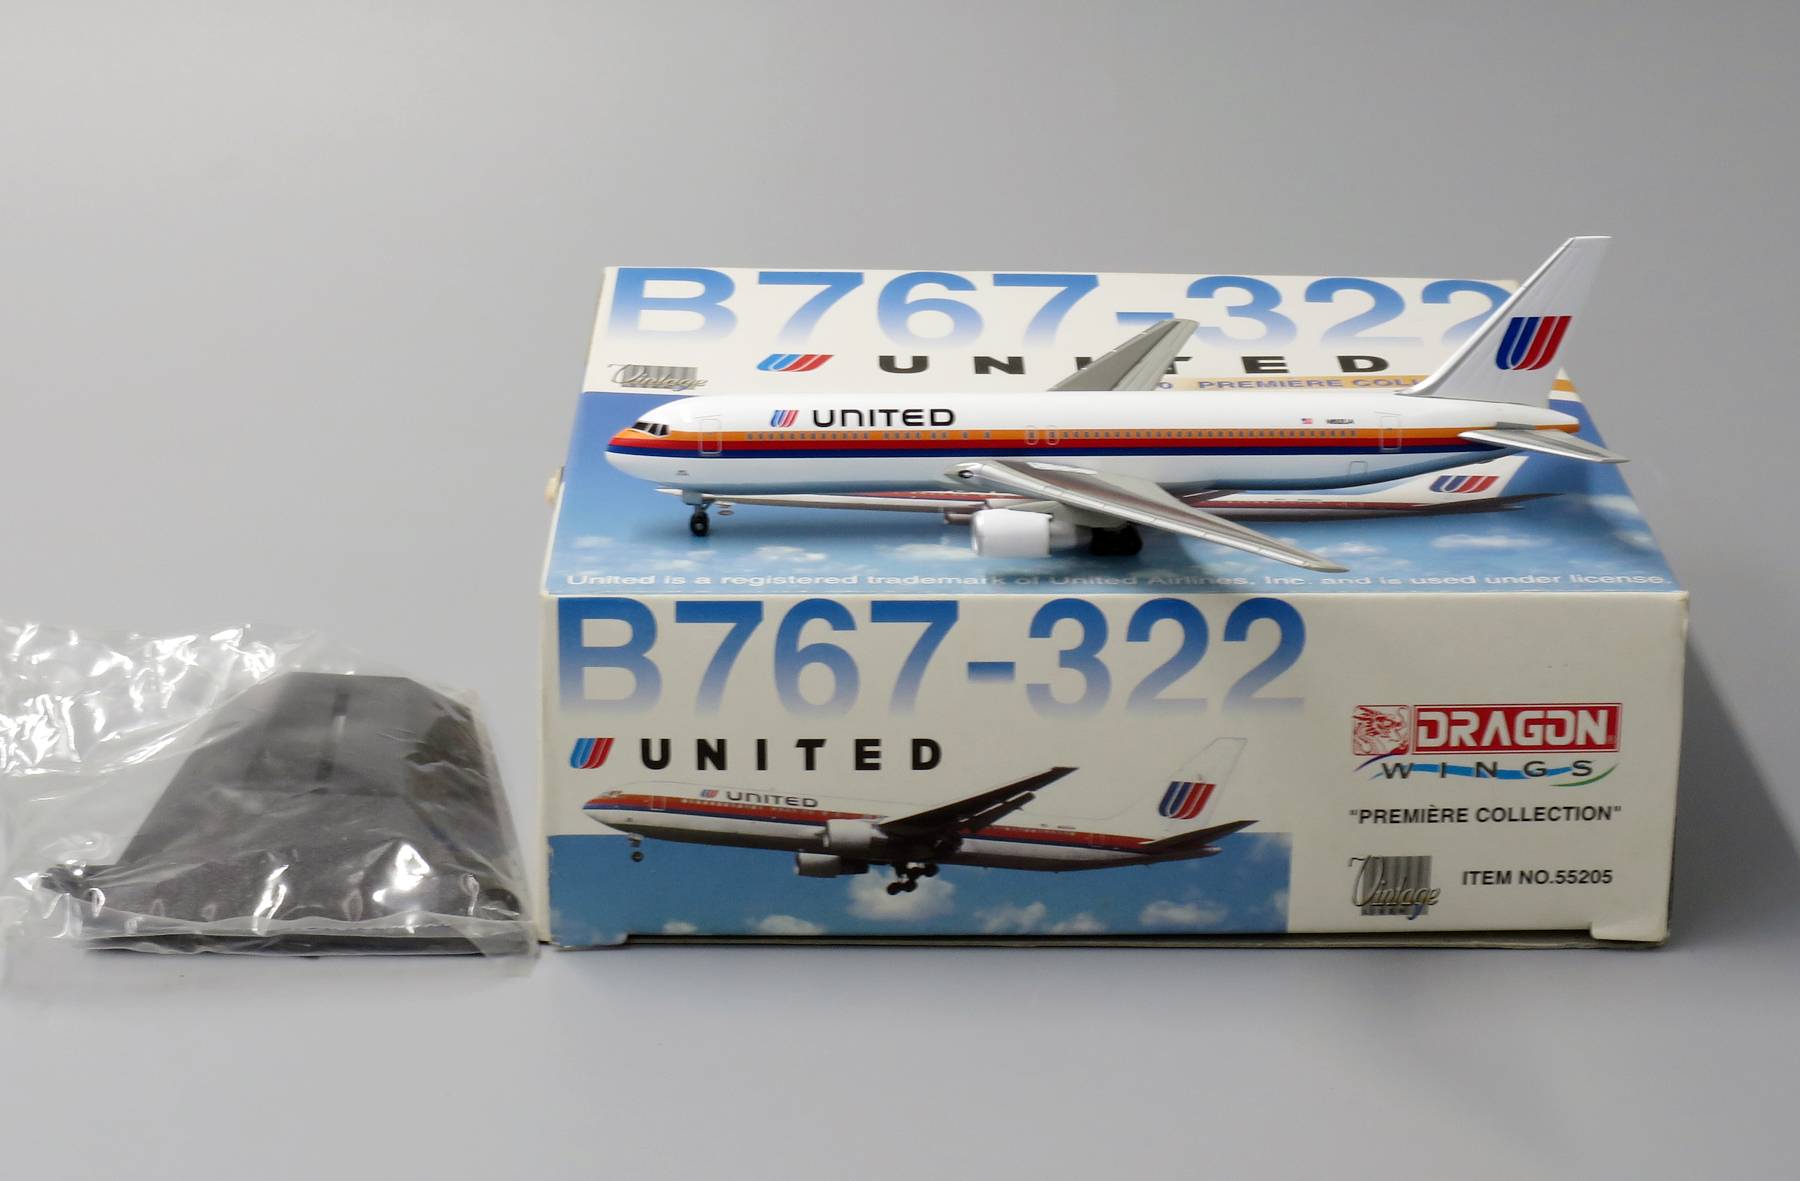 B767-322
UNITED
Vintage
PREMIERE COLL
UNITED
United is a registered trademark of United Airlines, Inc. and is used under license.
B767-322
UNITED
UNITED
DRAGON
WINGS
"PREMIÈRE COLLECTION"
Vintage
ITEM NO.55205